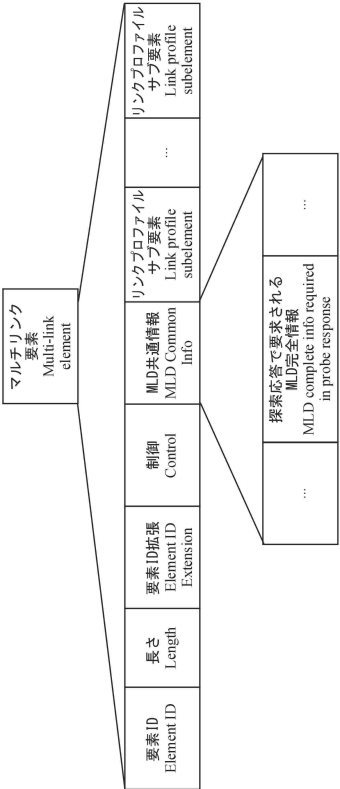 マルチリンク
要素
Multi-link
element
要素ID
Element ID
長さ
Length
要素ID拡張
Element ID
Extension
制御
Control
MLD共通情報
MLD Common
Info
リンクプロファイル
サブ要素
Link profile
subelement
...
リンクプロファイル
サブ要素
Link profile
subelement
...
探索応答で要求される
MLD完全情報
MLD complete info required
in probe response
...